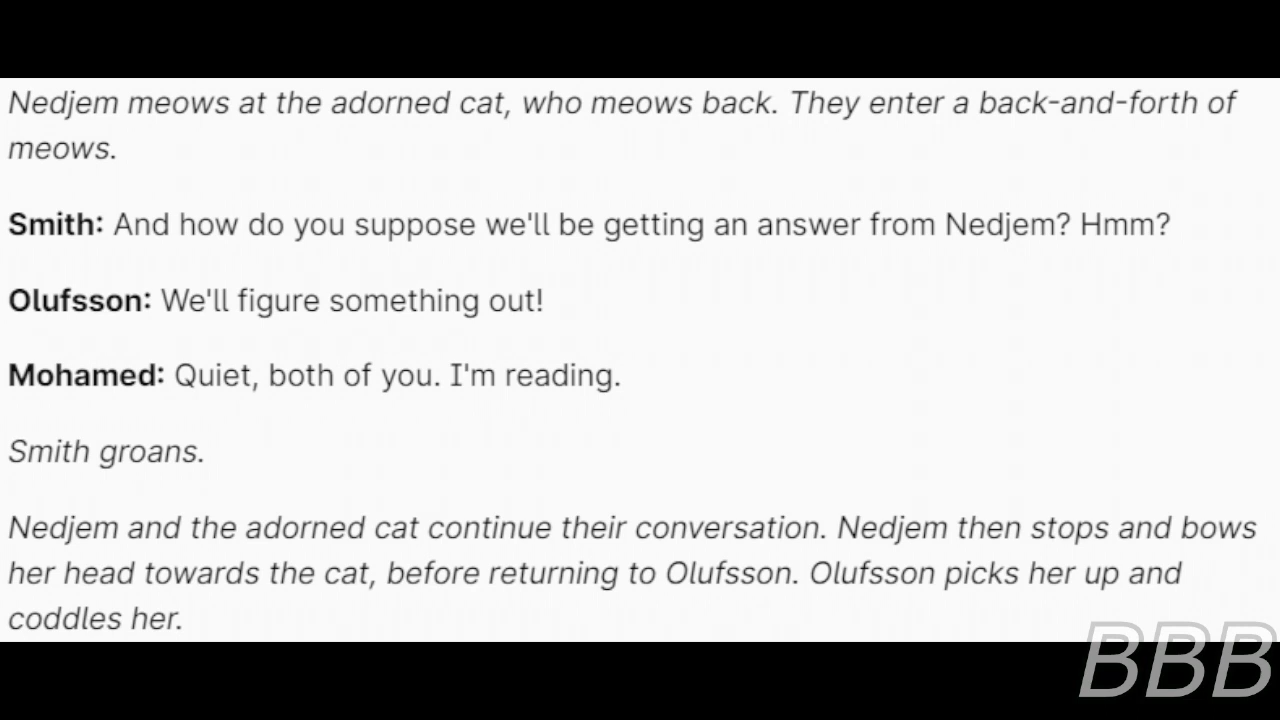 Nedjem meows at the adorned cat, who meows back. They enter a back-and-forth of
meows.
Smith: And how do you suppose we'll be getting an answer from Nedjem? Hmm?
Olufsson: We'll figure something out!
Mohamed: Quiet, both of you. I'm reading.
Smith groans.
Nedjem and the adorned cat continue their conversation. Nedjem then stops and bows
her head towards the cat, before returning to Olufsson. Olufsson picks her up and
coddles her.
BBB